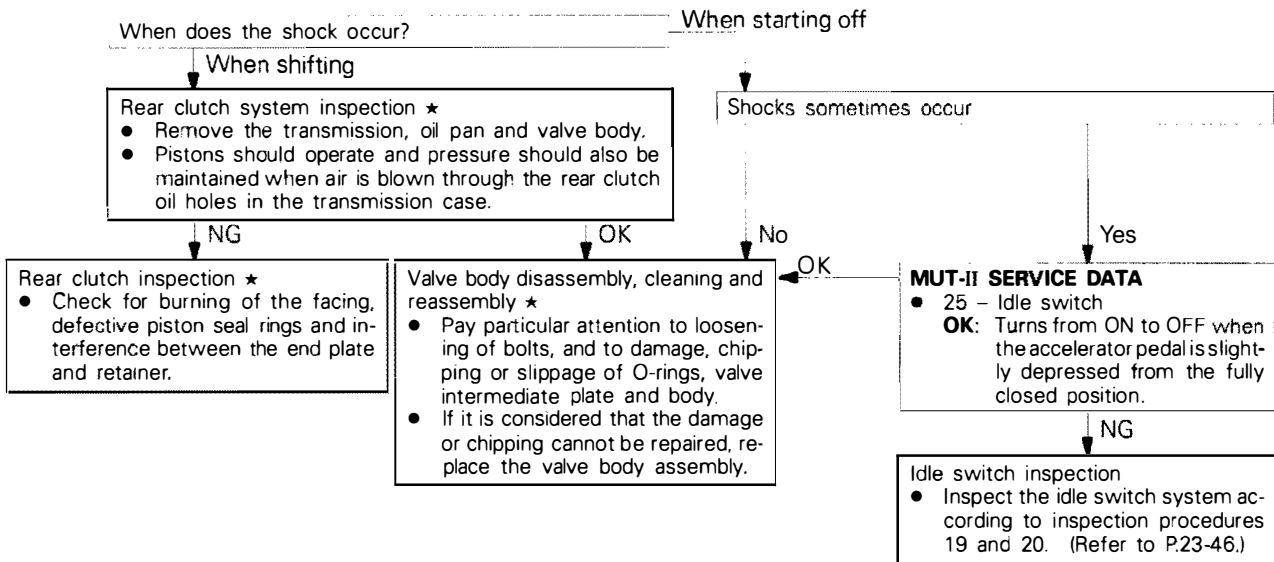 When does the shock occur?
When starting off
When shifting
Rear clutch system inspection ★
● Remove the transmission, oil pan and valve body.
● Pistons should operate and pressure should also be
maintained when air is blown through the rear clutch
oil holes in the transmission case.
Shocks sometimes occur
NG
OK
No
Yes
Rear clutch inspection ★
● Check for burning of the facing,
defective piston seal rings and in-
terference between the end plate
and retainer.
Valve body disassembly, cleaning and
reassembly ★
● Pay particular attention to loosen-
ing of bolts, and to damage, chip-
ping or slippage of O-rings, valve
intermediate plate and body.
● If it is considered that the damage
or chipping cannot be repaired, re-
place the valve body assembly.
OK
MUT-II SERVICE DATA
● 25 – Idle switch
OK: Turns from ON to OFF when
the accelerator pedal is slight-
ly depressed from the fully
closed position.
NG
Idle switch inspection
● Inspect the idle switch system ac-
cording to inspection procedures
19 and 20. (Refer to P.23-46.)